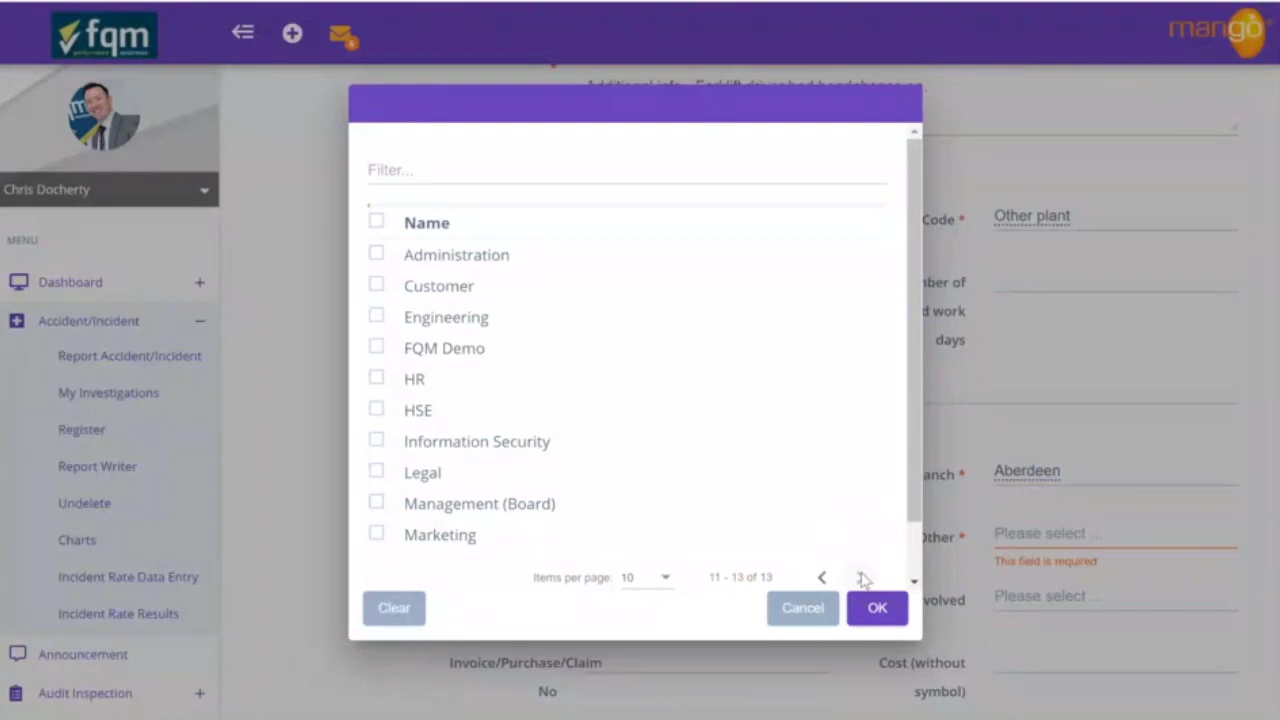 fqm
6
mango
Chris Docherty
MENU
Dashboard
Accident/Incident
Report Accident/Incident
My Investigations
Register
Report Writer
Undelete
Charts
Incident Rate Data Entry
Incident Rate Results
Announcement
Audit Inspection
Filter...
Name
Administration
Customer
Engineering
FQM Demo
HR
HSE
Information Security
Legal
Management (Board)
Marketing
Items per page: 10 11 - 13 of 13
Clear Cancel OK
Code * Other plant
d work
days
Aberdeen
Other * Please select ...
This field is required
Please select ...
Invoice/Purchase/Claim
No
Cost (without
symbol)